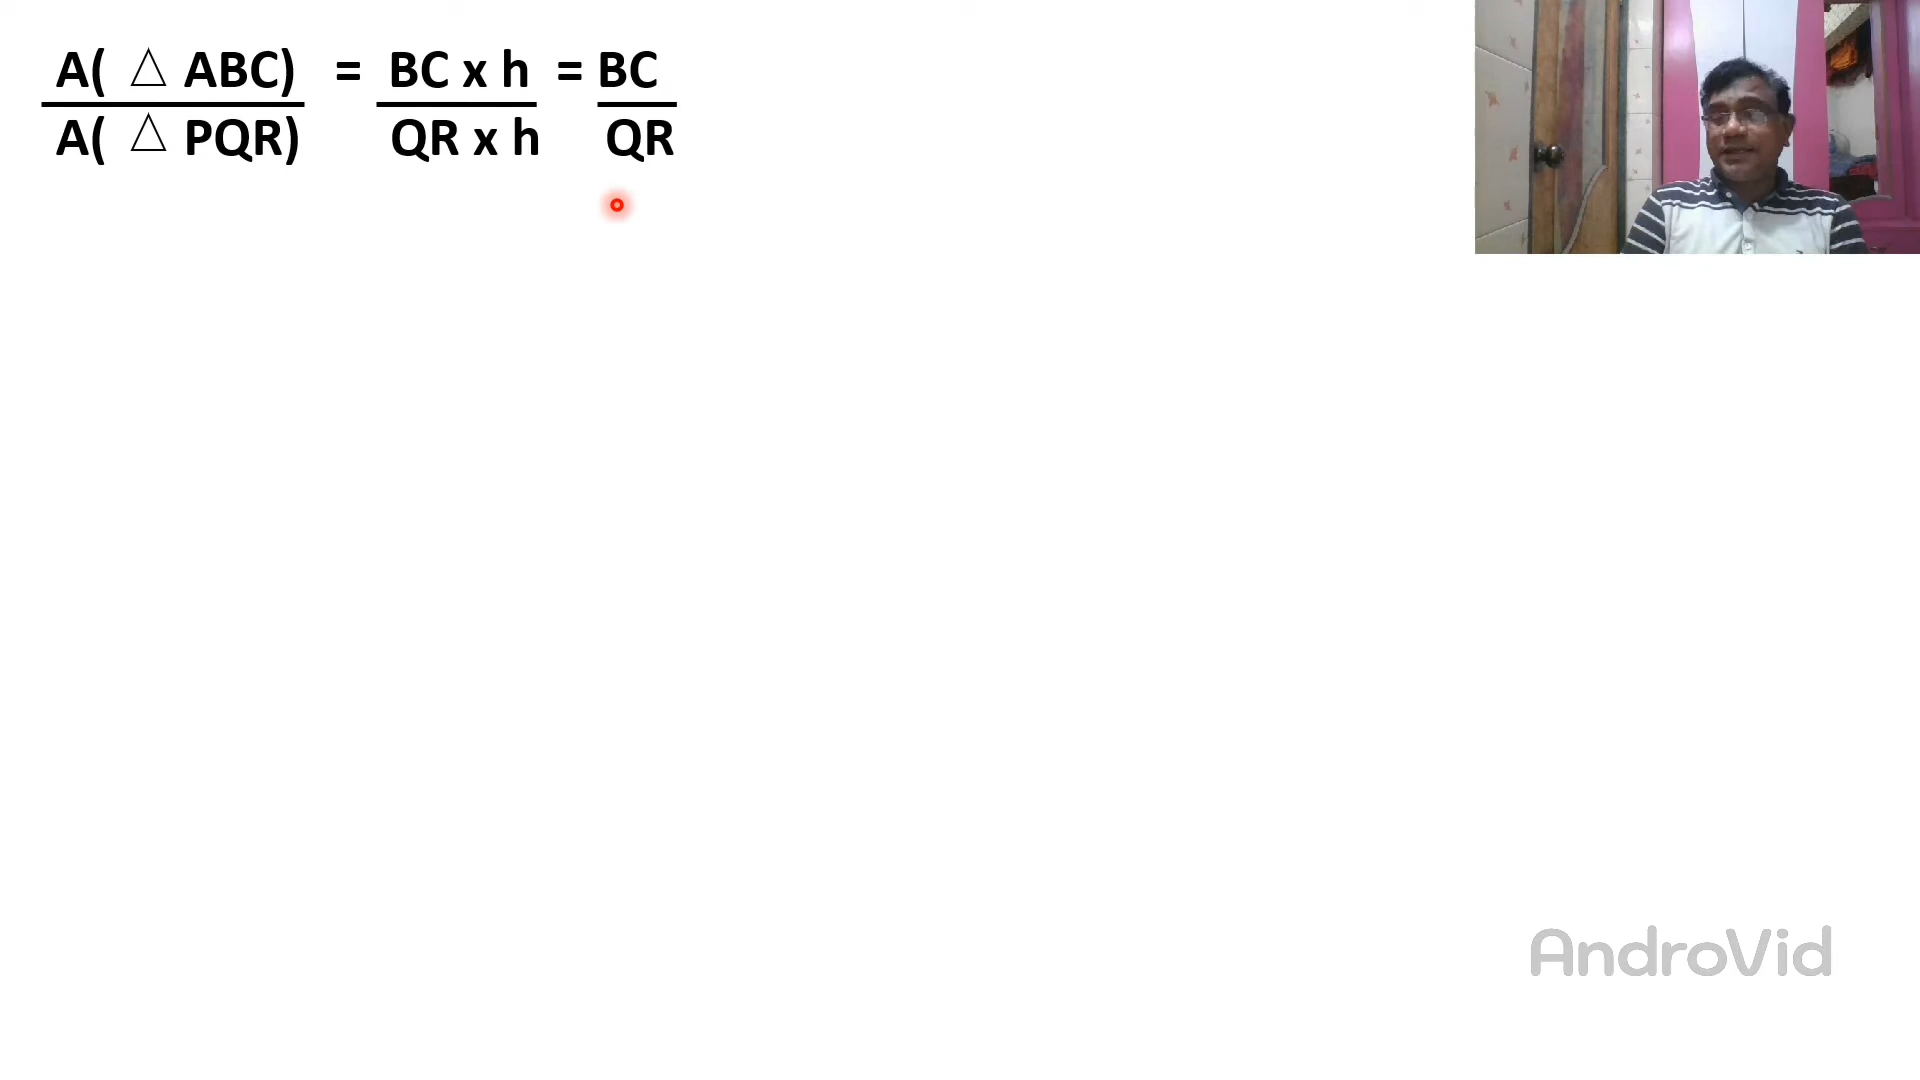 A( △ ABC) = BC x h = BC
A( △ PQR) QR x h QR
AndroVid